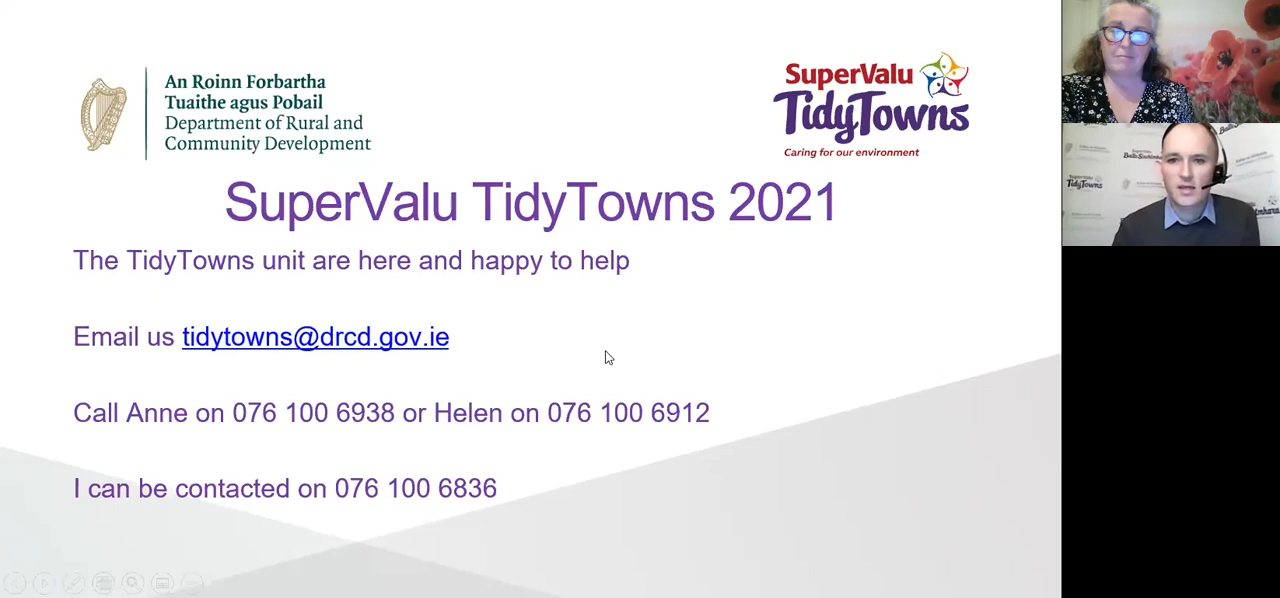 An Roinn Forbartha
Tuaithe agus Pobail
Department of Rural and
Community Development
SuperValu
TidyTowns
Caring for our environment
SuperValu TidyTowns 2021
The TidyTowns unit are here and happy to help
Email us tidytowns@drcd.gov.ie
Call Anne on 076 100 6938 or Helen on 076 100 6912
I can be contacted on 076 100 6836
TidyTowns